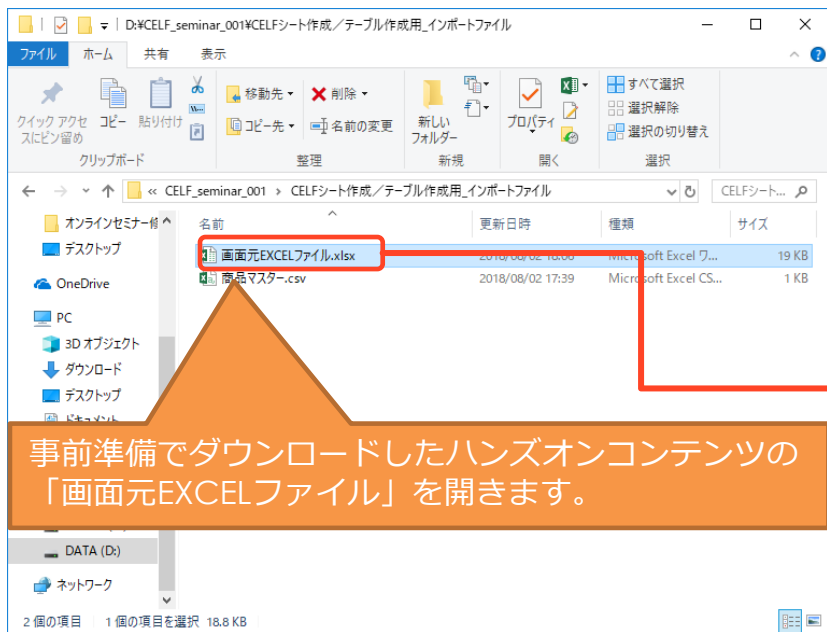 D:¥CELF_seminar_001¥CELFシート作成／テーブル作成用_インポートファイル
ファイル ホーム 共有 表示
クイック アクセスにピン留め コピー 貼り付け
移動先 削除
コピー先 名前の変更
新しいフォルダー
プロパティ
すべて選択
選択解除
選択の切り替え
クリップボード 整理 新規 開く 選択
« CELF_seminar_001 › CELFシート作成／テーブル作成用_インポートファイル CELFシート...
オンラインセミナー 名前 更新日時 種類 サイズ
デスクトップ
画面元EXCELファイル.xlsx 2018/08/02 Microsoft Excel ワ... 19 KB
OneDrive
商品マスター.csv 2018/08/02 17:39 Microsoft Excel CS... 1 KB
PC
3D オブジェクト
ダウンロード
デスクトップ
ドキュメント
事前準備でダウンロードしたハンズオンコンテンツの
「画面元EXCELファイル」を開きます。
DATA (D:)
ネットワーク
2 個の項目 1 個の項目を選択 18.8 KB